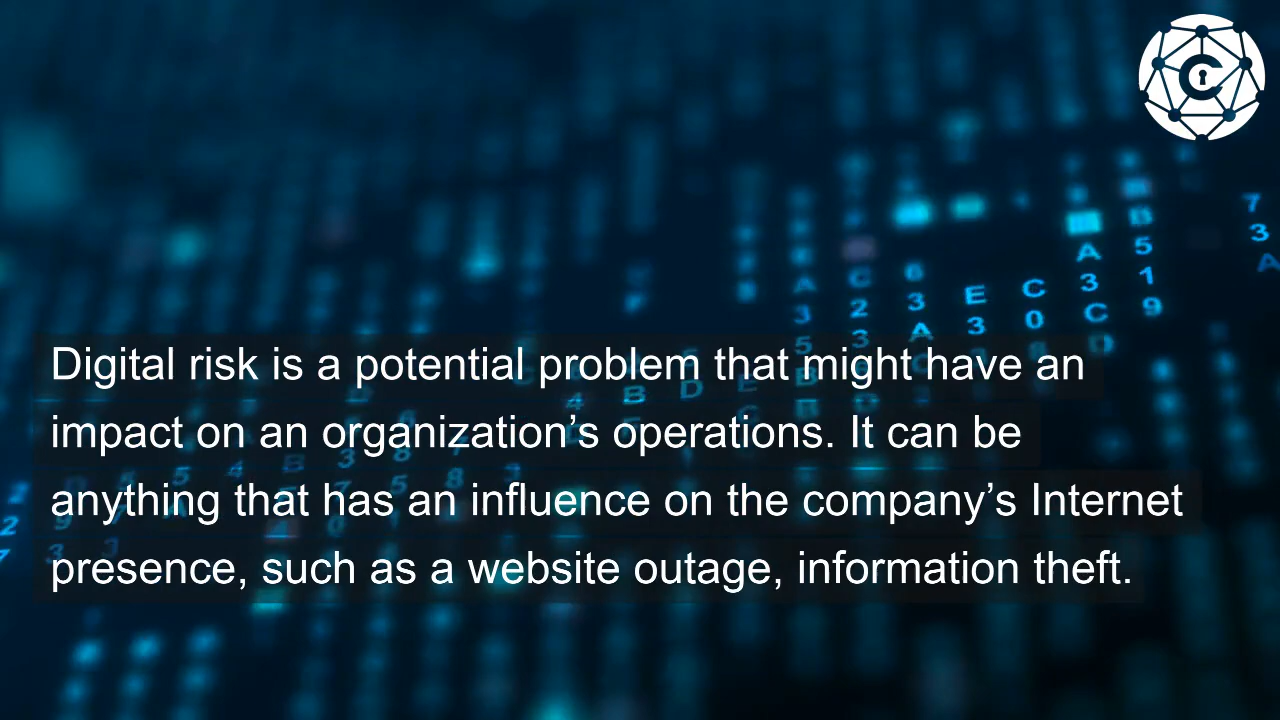 Digital risk is a potential problem that might have an
impact on an organization’s operations. It can be
anything that has an influence on the company’s Internet
presence, such as a website outage, information theft.